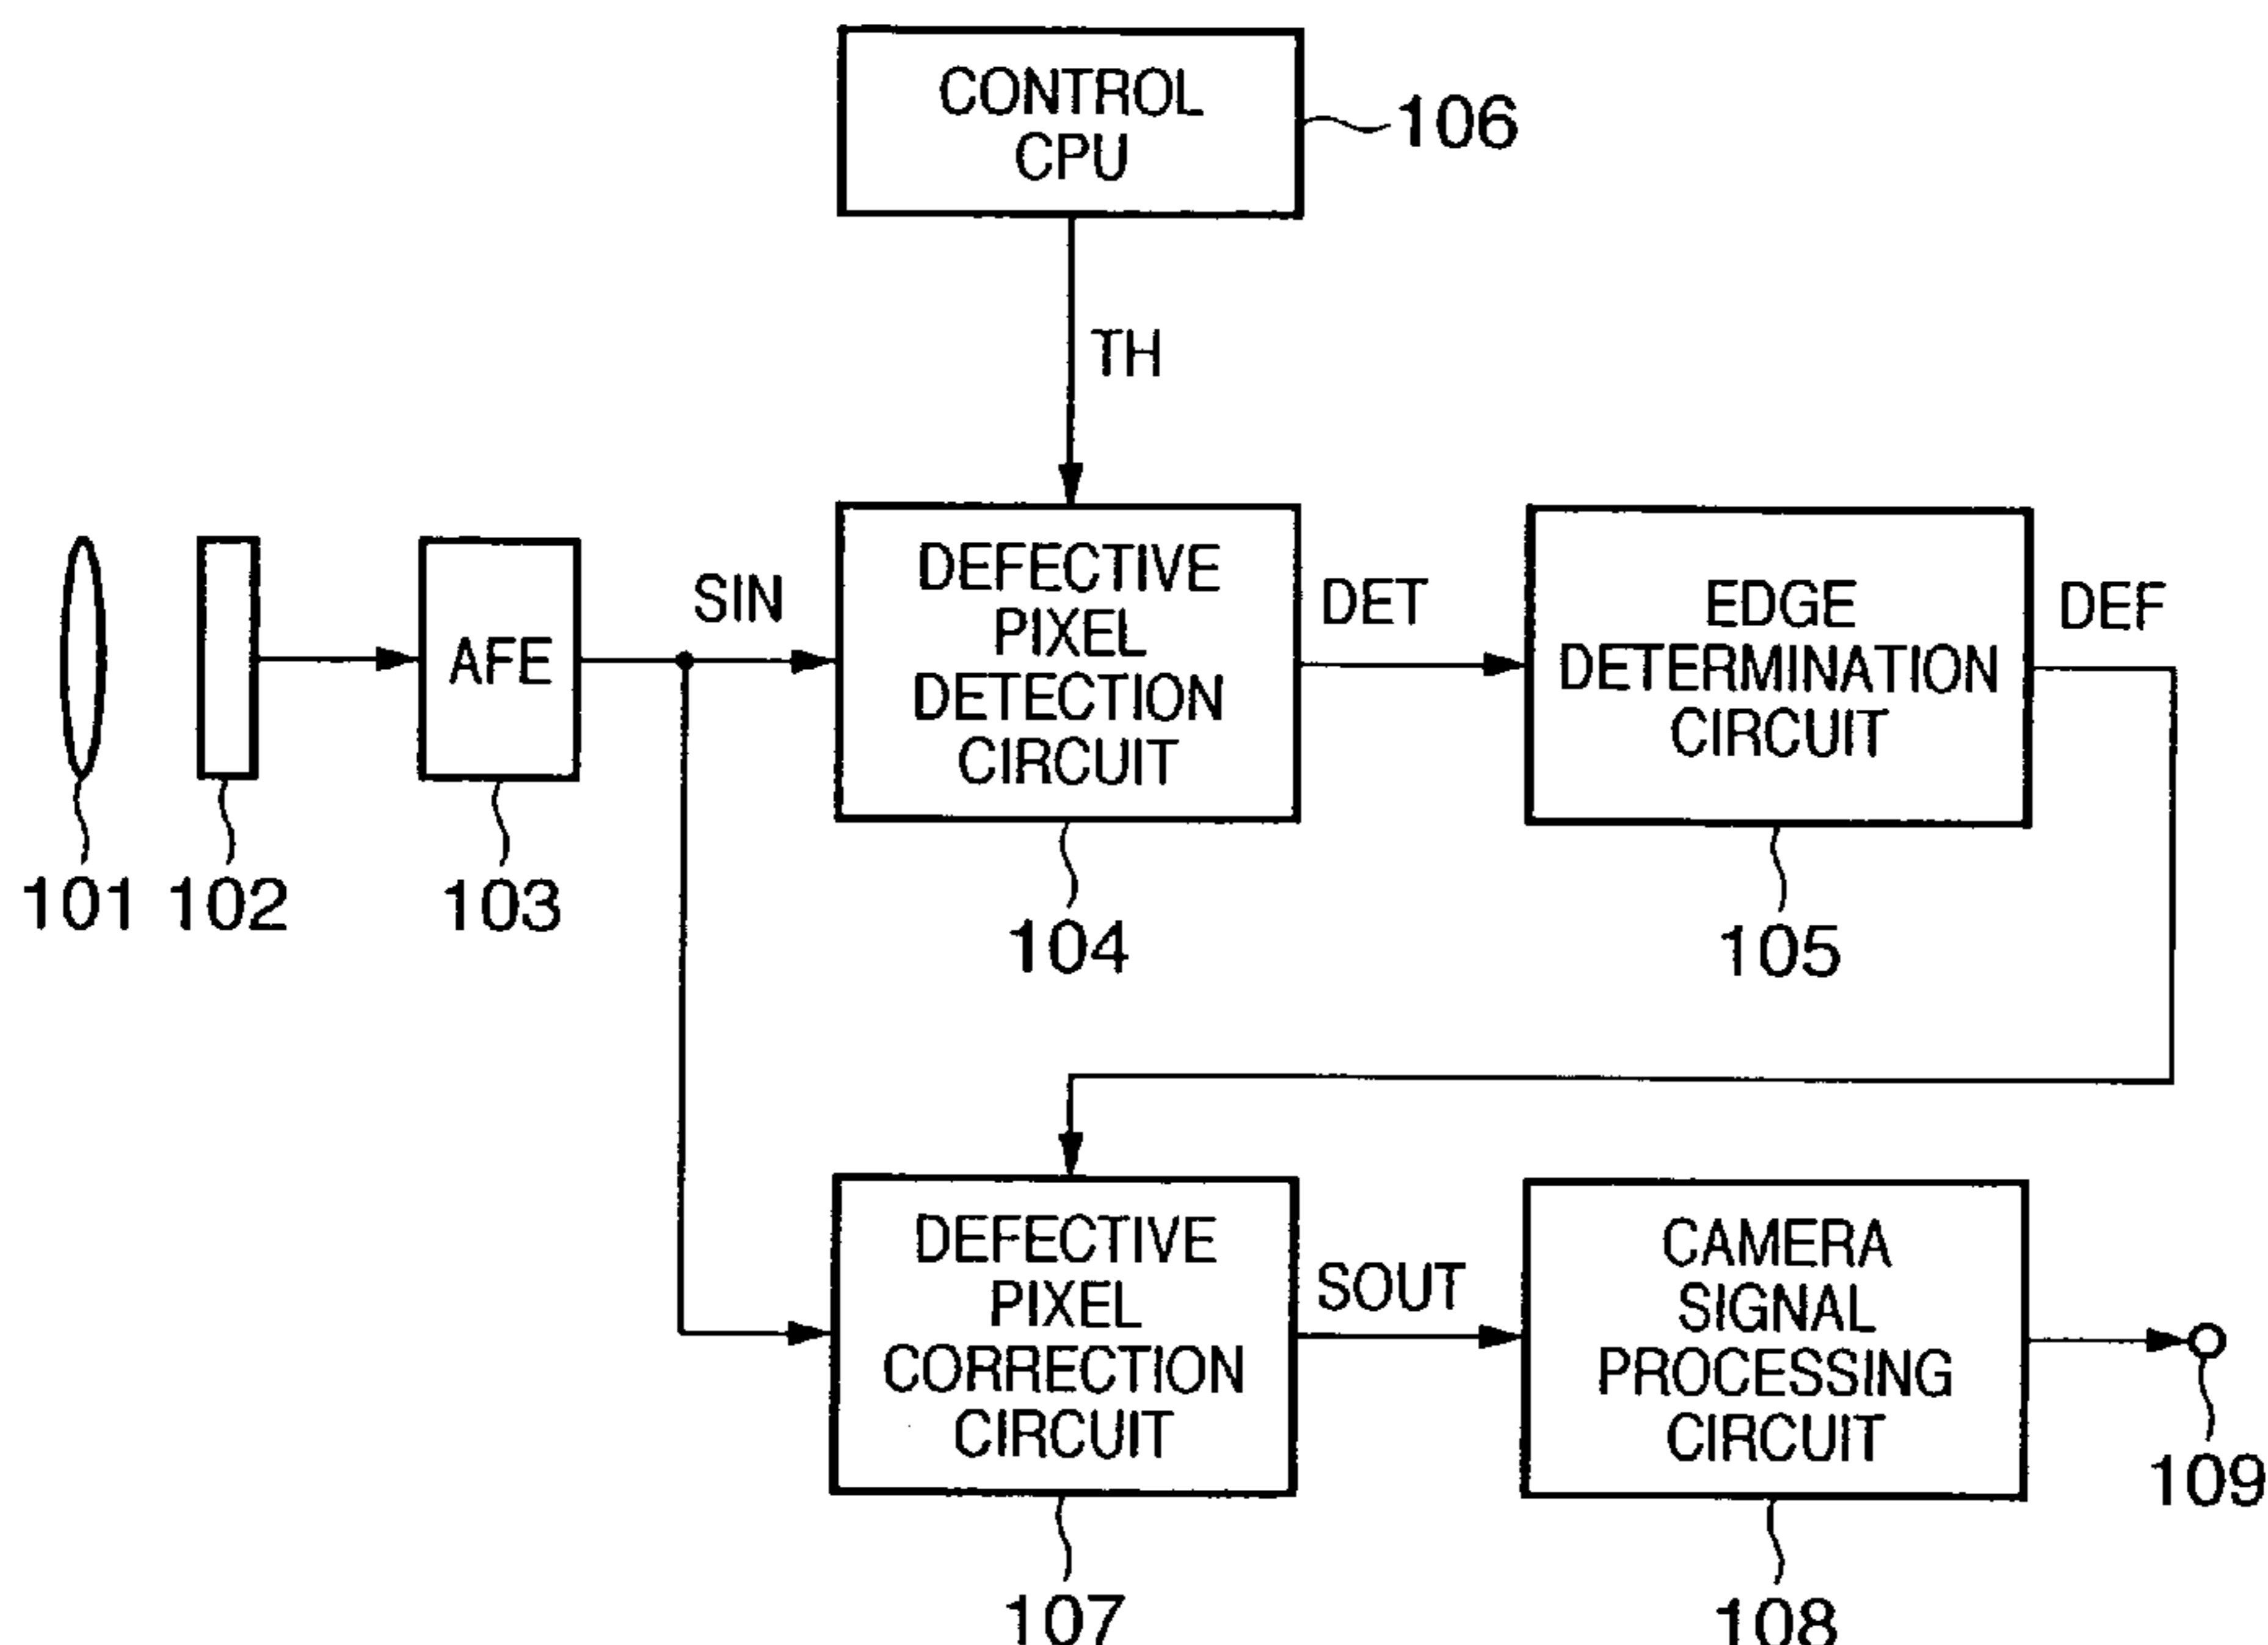 CONTROL
CPU
106
TH
SIN
AFE
DEFECTIVE
PIXEL
DETECTION
CIRCUIT
DET
EDGE
DETERMINATION
CIRCUIT
DEF
101
102
103
104
105
DEFECTIVE
PIXEL
CORRECTION
CIRCUIT
SOUT
CAMERA
SIGNAL
PROCESSING
CIRCUIT
109
107
108